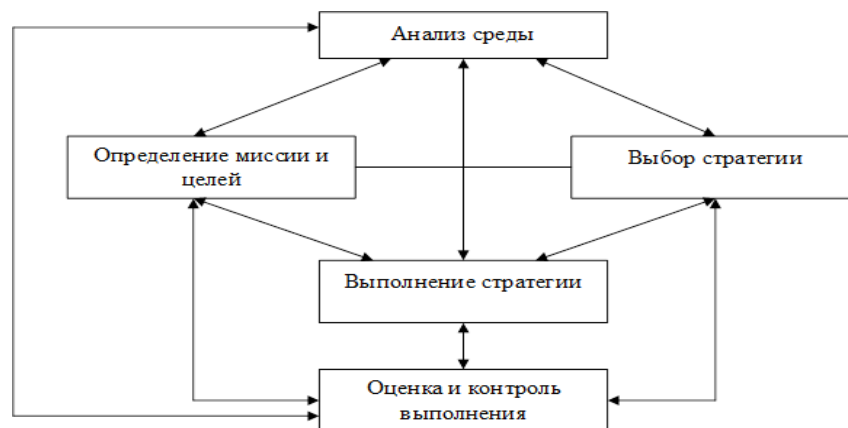 Анализ среды
Определение миссии и
целей
Выбор стратегии
Выполнение стратегии
Оценка и контроль
выполнения